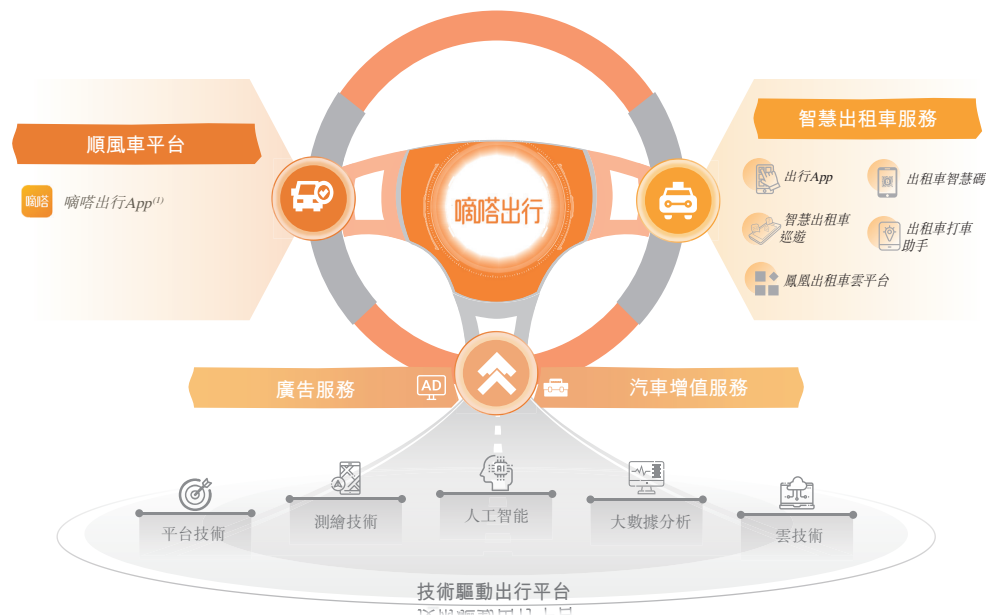 順風車平台
嘀嗒
嘀嗒出行App(1)
嘀嗒出行
智慧出租車服務
出行App
出租車智慧碼
智慧出租車
巡遊
出租車打車
助手
鳳凰出租車雲平台
廣告服務
AD
汽車增值服務
平台技術
測繪技術
AI
人工智能
大數據分析
雲技術
技術驅動出行平台